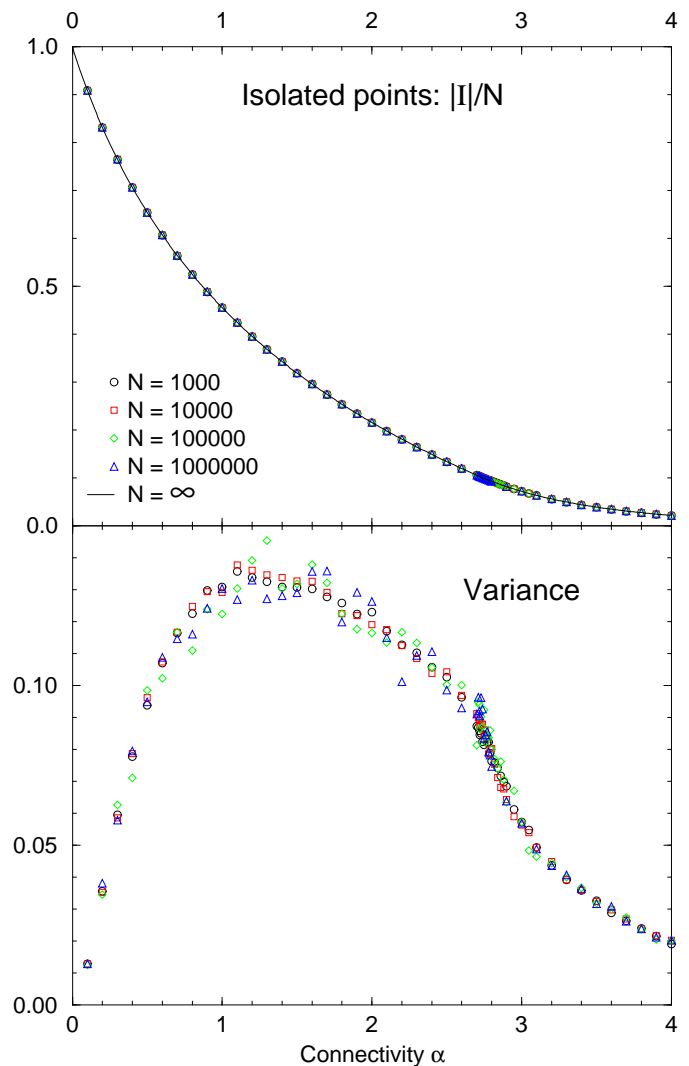 0 1 2 3 4
1.0
Isolated points: |I|/N
0.5
N = 1000
N = 10000
N = 100000
N = 1000000
N = ∞
0.0
Variance
0.10
0.05
0.00
0 1 2 3 4
Connectivity α